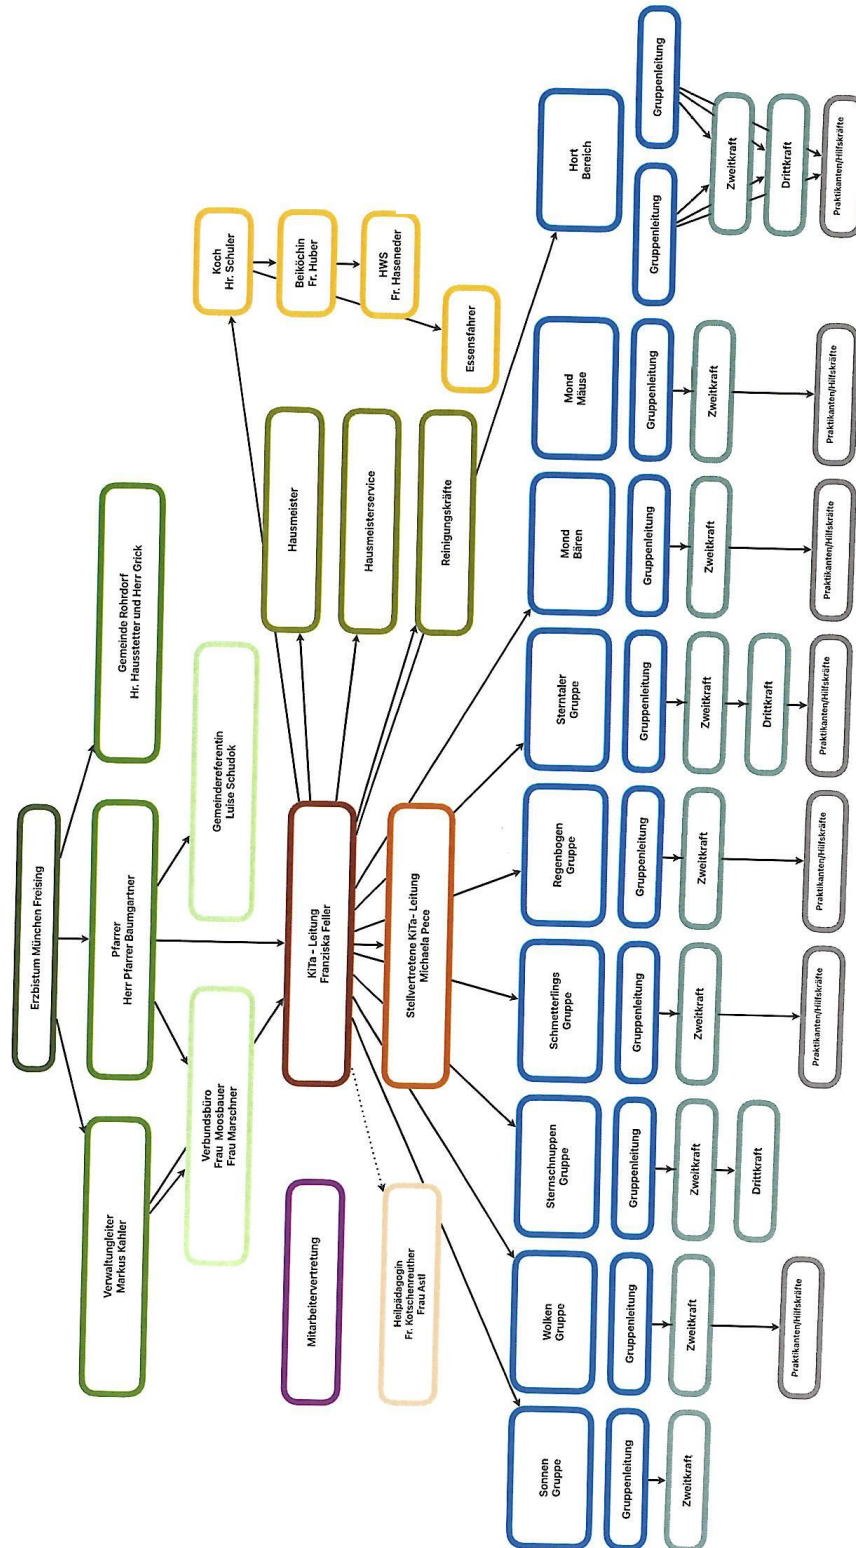 Erzbistum München Freising
Verwaltungleiter
Markus Kahler
Pfarrer
Herr Pfarrer Baumgartner
Gemeinde Rohrdorf
Hr. Hausstetter und Herr Grick
Verbundsbüro
Frau Moosbauer
Frau Marschner
Gemeindereferentin
Luise Schudok
Koch
Hr. Schuler
Beiköchin
Fr. Huber
HWS
Fr. Haseneder
Essensfahrer
Mitarbeitervertretung
KiTa - Leitung
Franziska Feller
Hausmeister
Hausmeisterservice
Reinigungskräfte
Heilpädagogin
Fr. Kotschenreuther
Frau Astl
Stellvertretene KiTa- Leitung
Michaela Pece
Sonnen
Gruppe
Wolken
Gruppe
Sternschnuppen
Gruppe
Schmetterlings
Gruppe
Regenbogen
Gruppe
Sterntaler
Gruppe
Mond
Bären
Mond
Mäuse
Hort
Bereich
Gruppenleitung
Gruppenleitung
Gruppenleitung
Gruppenleitung
Gruppenleitung
Gruppenleitung
Gruppenleitung
Gruppenleitung
Gruppenleitung
Gruppenleitung
Zweitkraft
Zweitkraft
Zweitkraft
Zweitkraft
Zweitkraft
Zweitkraft
Zweitkraft
Zweitkraft
Zweitkraft
Drittkraft
Drittkraft
Drittkraft
Praktikanten/Hilfskräfte
Praktikanten/Hilfskräfte
Praktikanten/Hilfskräfte
Praktikanten/Hilfskräfte
Praktikanten/Hilfskräfte
Praktikanten/Hilfskräfte
Praktikanten/Hilfskräfte